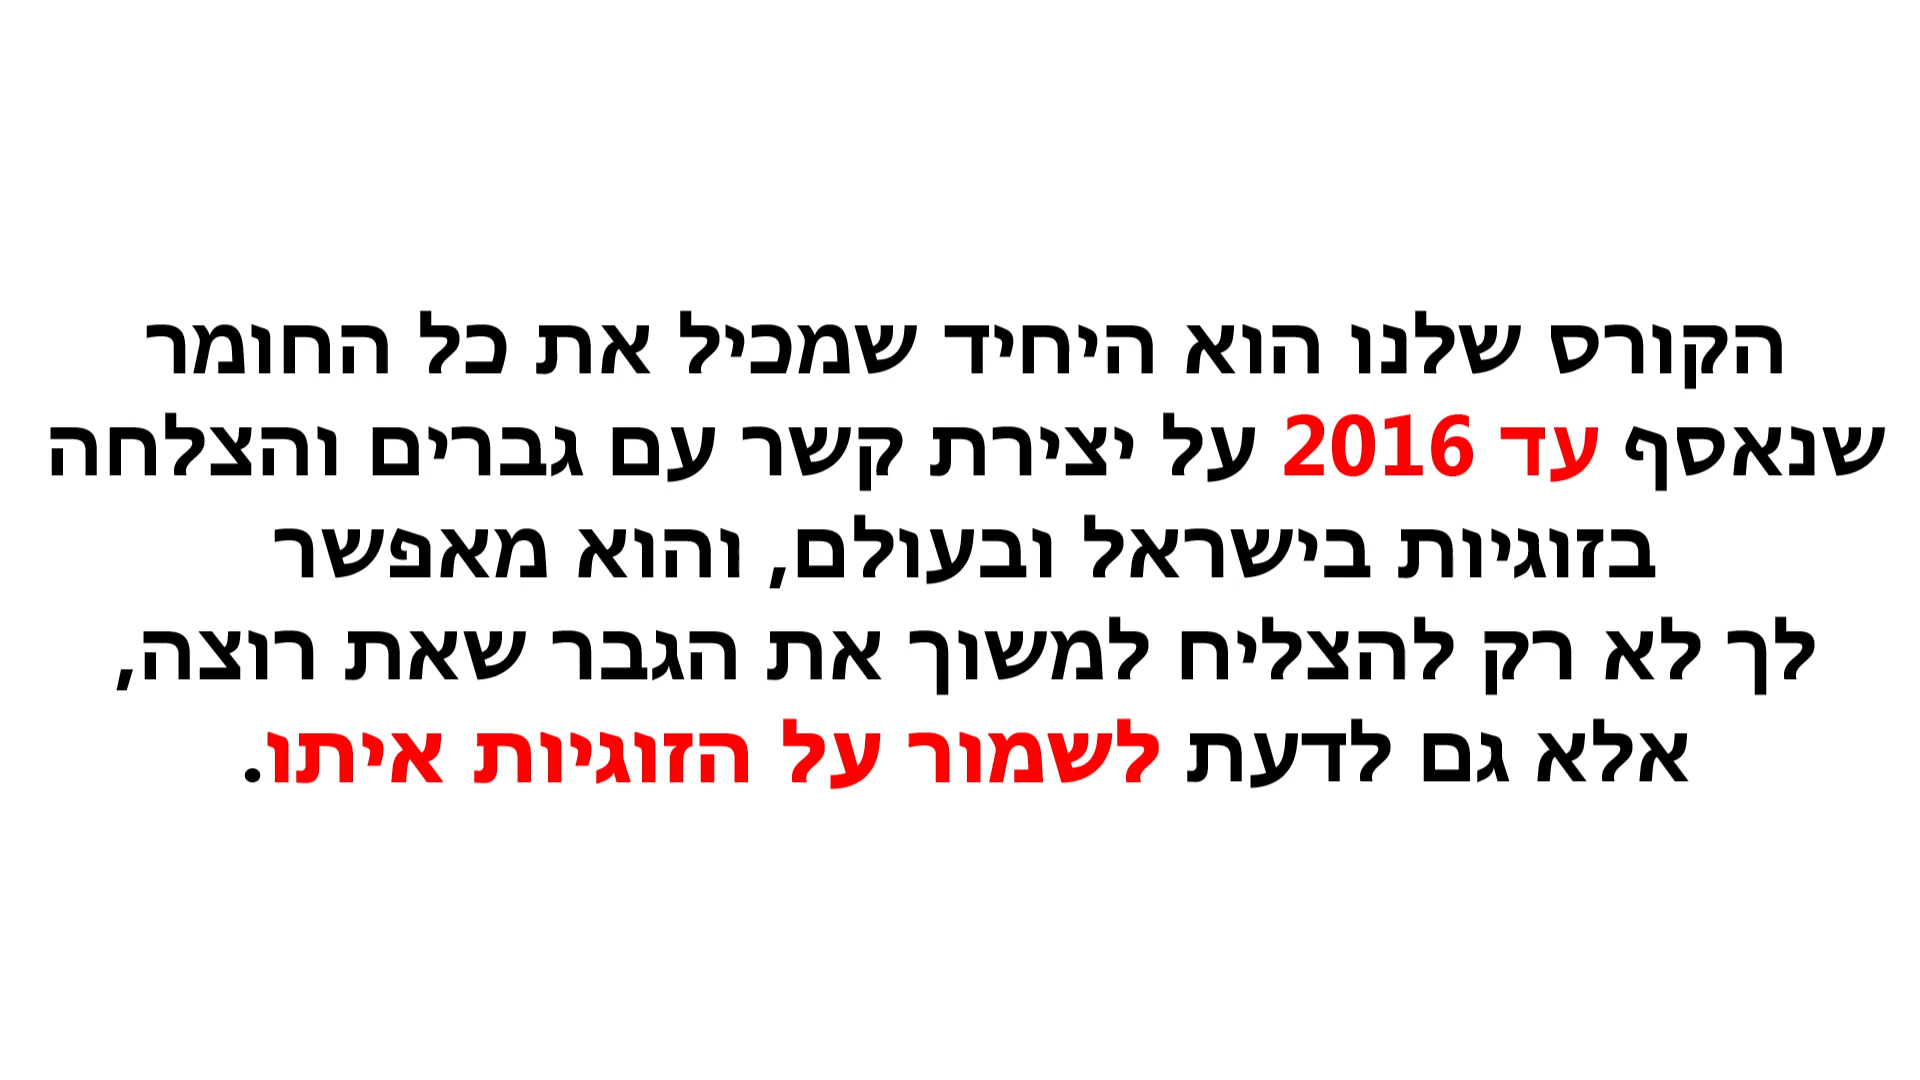 הקורס שלנו הוא היחיד שמכיל את כל החומר
שנאסף עד 2016 על יצירת קשר עם גברים והצלחה
בזוגיות בישראל ובעולם, והוא מאפשר
לך לא רק להצליח למשוך את הגבר שאת רוצה,
אלא גם לדעת לשמור על הזוגיות איתו.